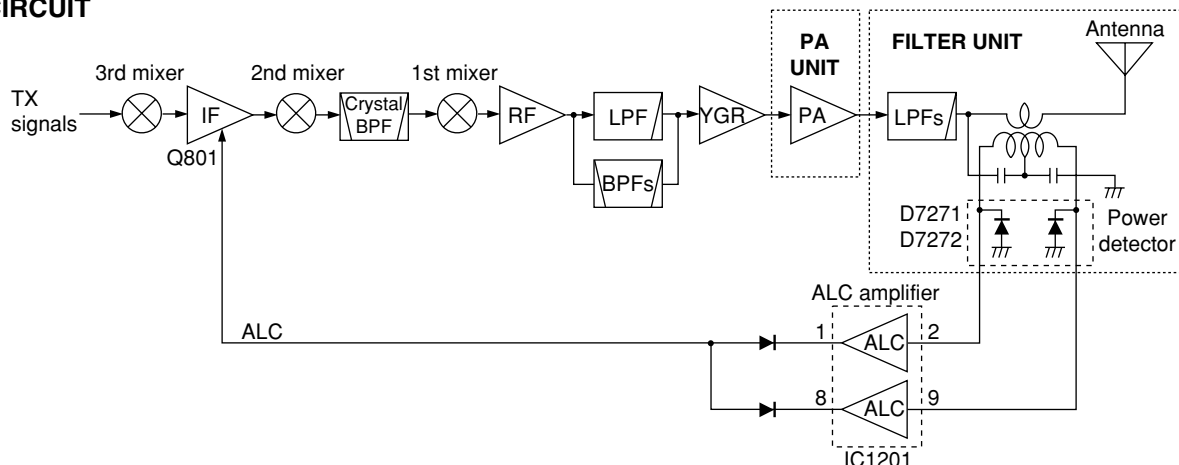 CIRCUIT
PA
UNIT
FILTER UNIT
Antenna
3rd mixer
2nd mixer
1st mixer
TX
signals
IF
Crystal
BPF
RF
LPF
YGR
PA
LPFs
Q801
BPFs
D7271
D7272
Power
detector
ALC amplifier
ALC
1
ALC
2
8
ALC
9
IC1201